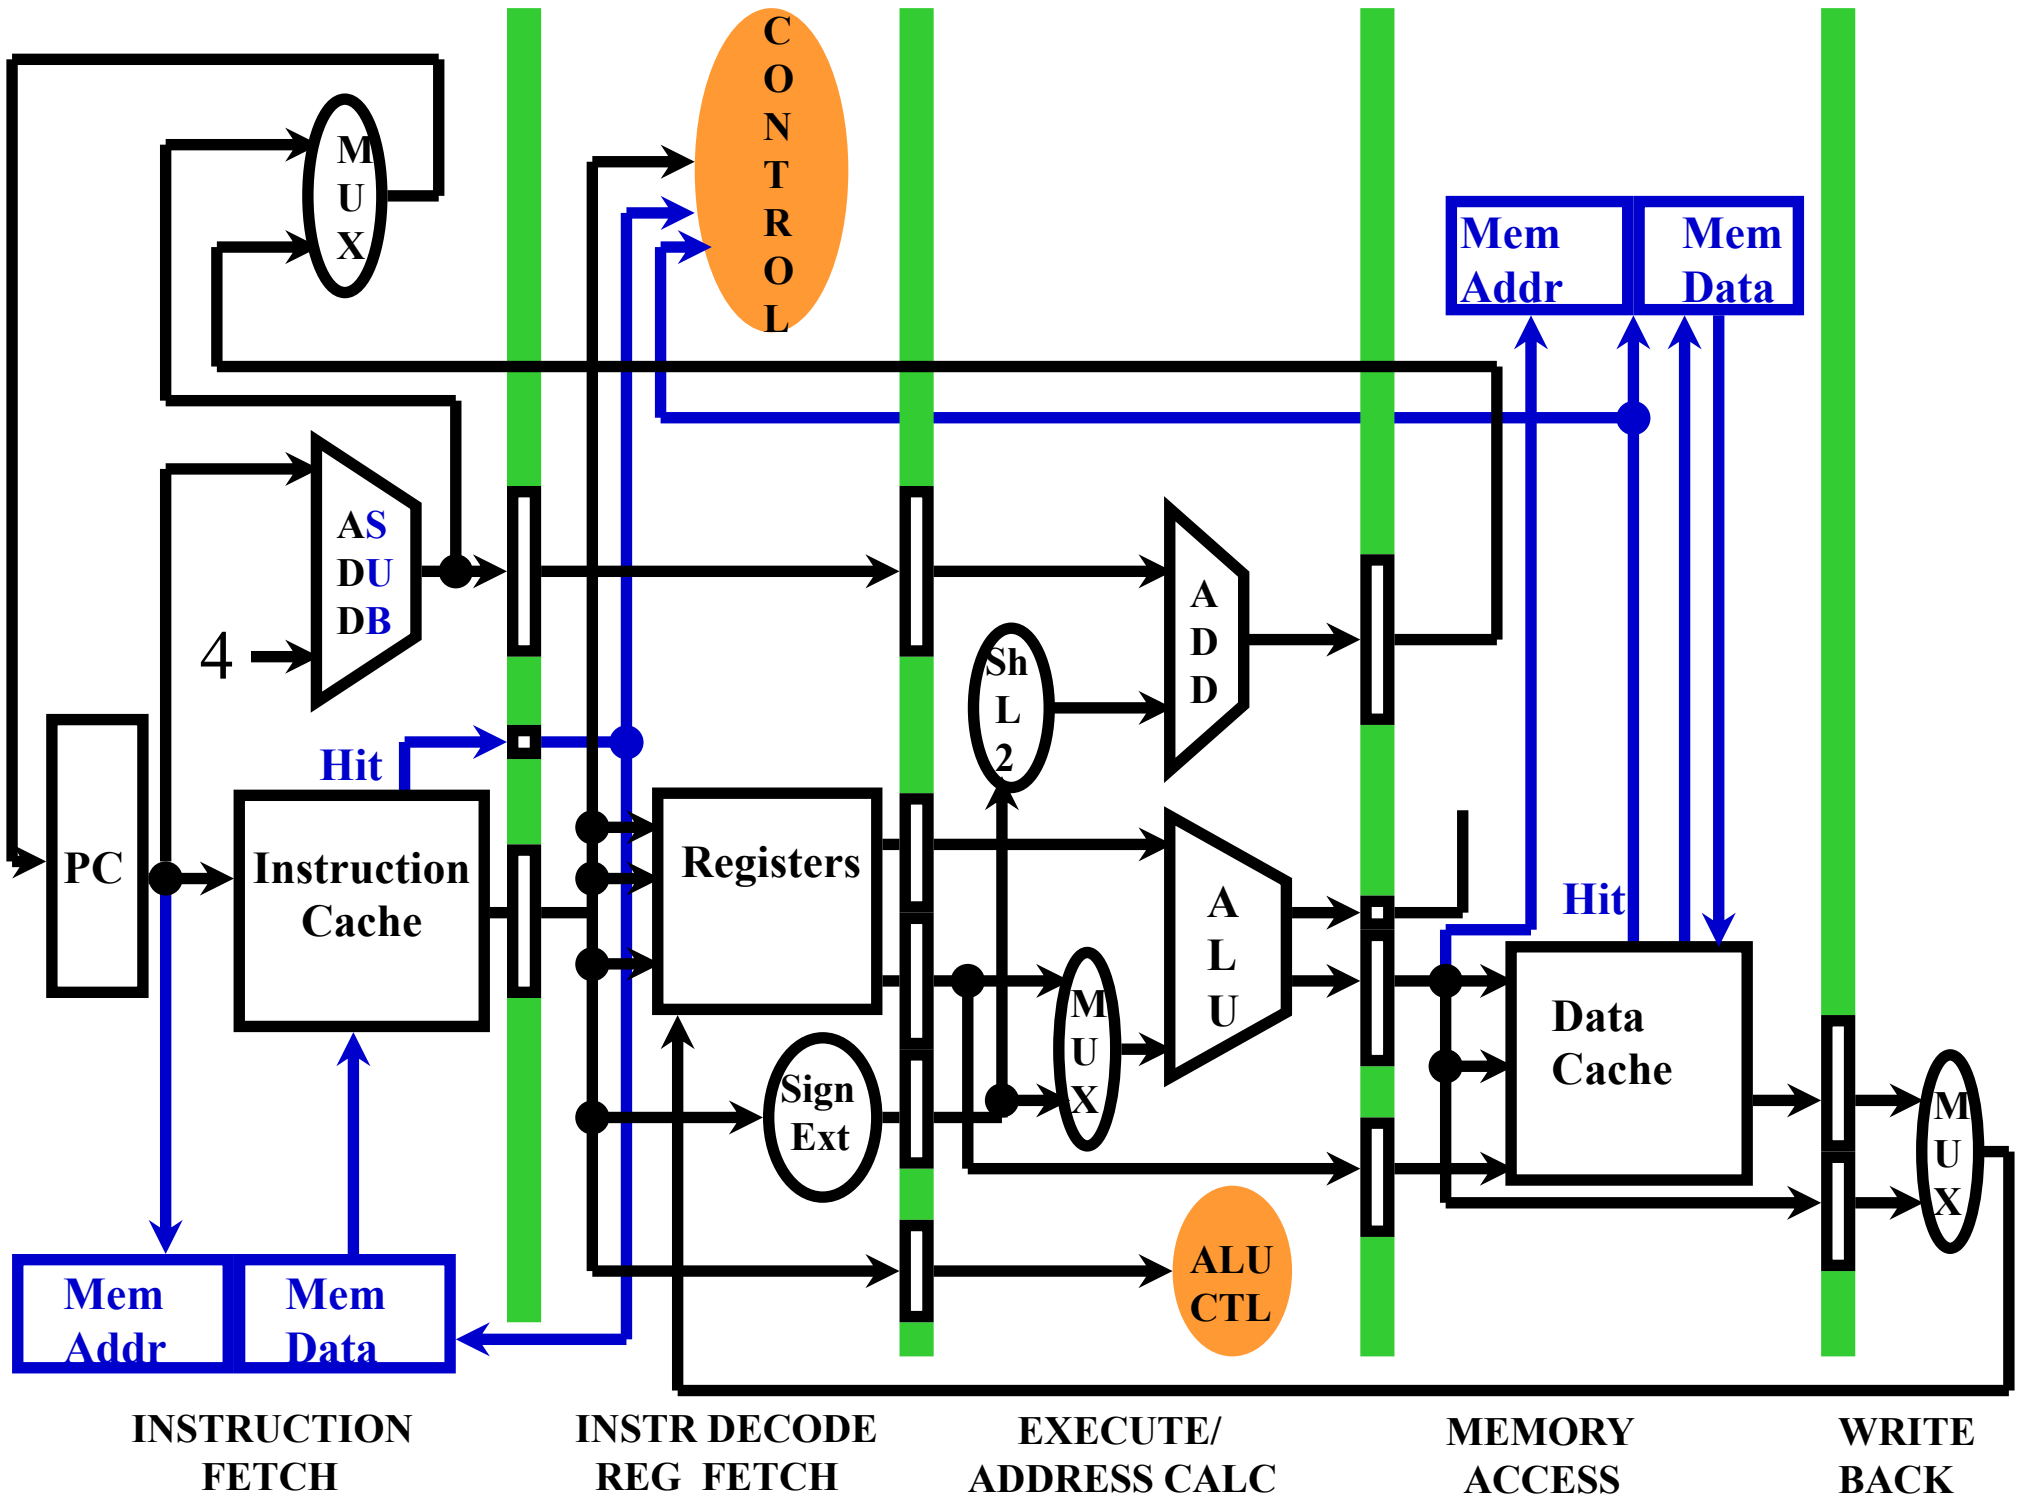 C
O
N
T
R
O
L
M
U
X
Mem
Addr
Mem
Data
AS
DU
DB
4
A
D
D
Sh
L
2
Hit
PC
Instruction
Cache
Registers
A
L
U
Hit
M
U
X
Data
Cache
Sign
Ext
M
U
X
ALU
CTL
Mem
Addr
Mem
Data
INSTRUCTION
FETCH
INSTR DECODE
REG FETCH
EXECUTE/
ADDRESS CALC
MEMORY
ACCESS
WRITE
BACK